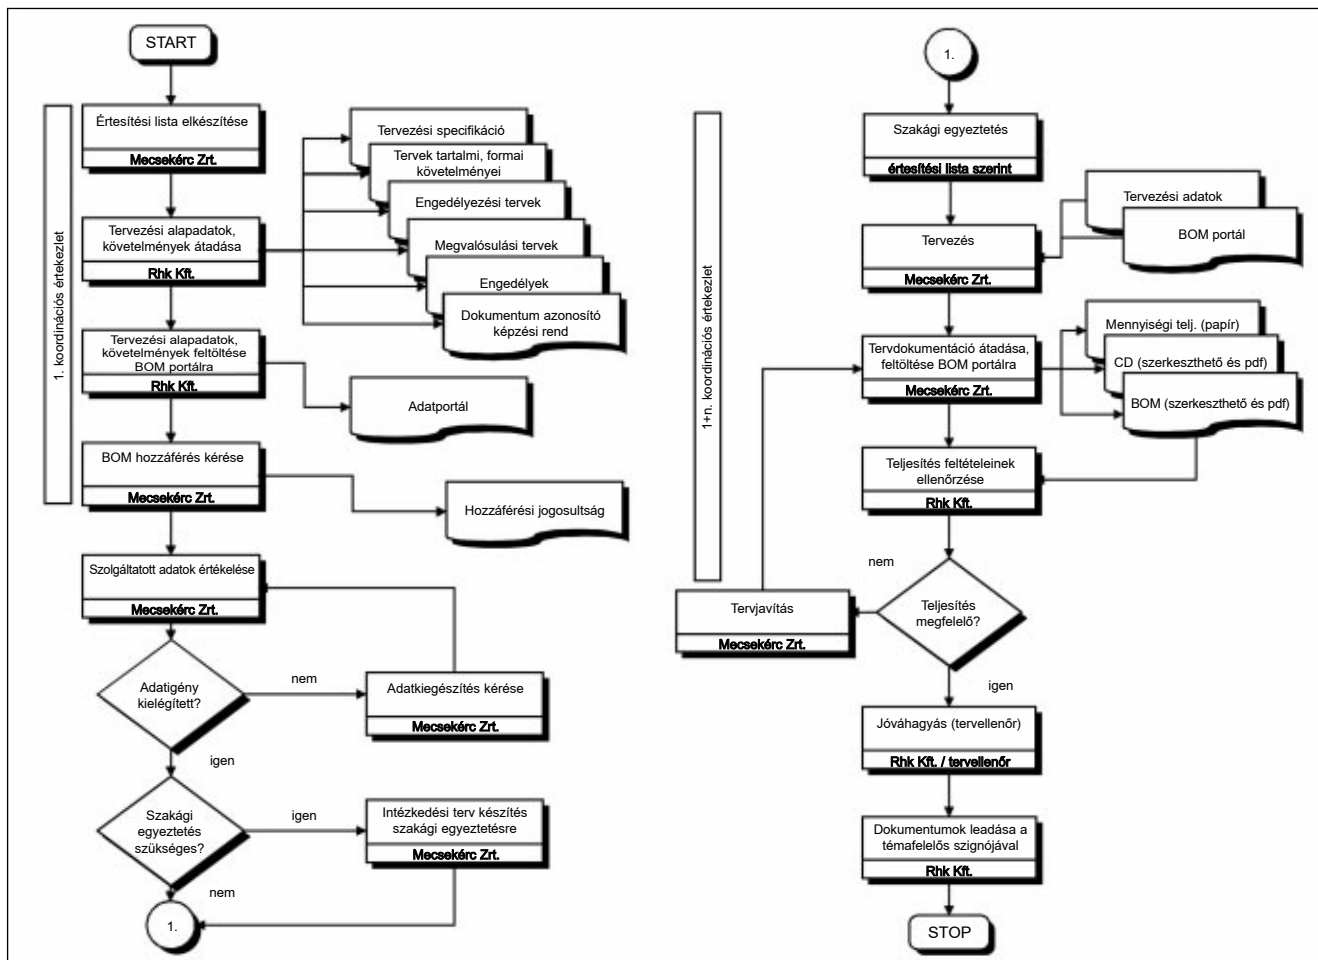 START
1. koordinációs értekezlet
Értesítési lista elkészítése
Mecsekérc Zrt.
Tervezési alapadatok,
követelmények átadása
Rhk Kft.
Tervezési specifikáció
Tervek tartalmi, formai
követelményei
Engedélyezési tervek
Megvalósulási tervek
Engedélyek
Dokumentum azonosító
képzési rend
Tervezési alapadatok,
követelmények feltöltése
BOM portálra
Rhk Kft.
Adatportál
BOM hozzáférés kérése
Mecsekérc Zrt.
Hozzáférési jogosultság
Szolgáltatott adatok értékelése
Mecsekérc Zrt.
Adatigény
kielégített?
nem
Adatkiegészítés kérése
Mecsekérc Zrt.
igen
Szakági
egyeztetés
szükséges?
igen
Intézkedési terv készítés
szakági egyeztetésre
Mecsekérc Zrt.
nem
1.
1.
1+n. koordinációs értekezlet
Szakági egyeztetés
értesítési lista szerint
Tervezési adatok
BOM portál
Tervezés
Mecsekérc Zrt.
Tervdokumentáció átadása,
feltöltése BOM portálra
Mecsekérc Zrt.
Mennyiségi telj. (papír)
CD (szerkeszthető és pdf)
BOM (szerkeszthető és pdf)
Teljesítés feltételeinek
ellenőrzése
Rhk Kft.
nem
Teljesítés
megfelelő?
Tervjavítás
Mecsekérc Zrt.
igen
Jóváhagyás (tervellenőr)
Rhk Kft. / tervellenőr
Dokumentumok leadása a
témafelelős szignójával
Rhk Kft.
STOP